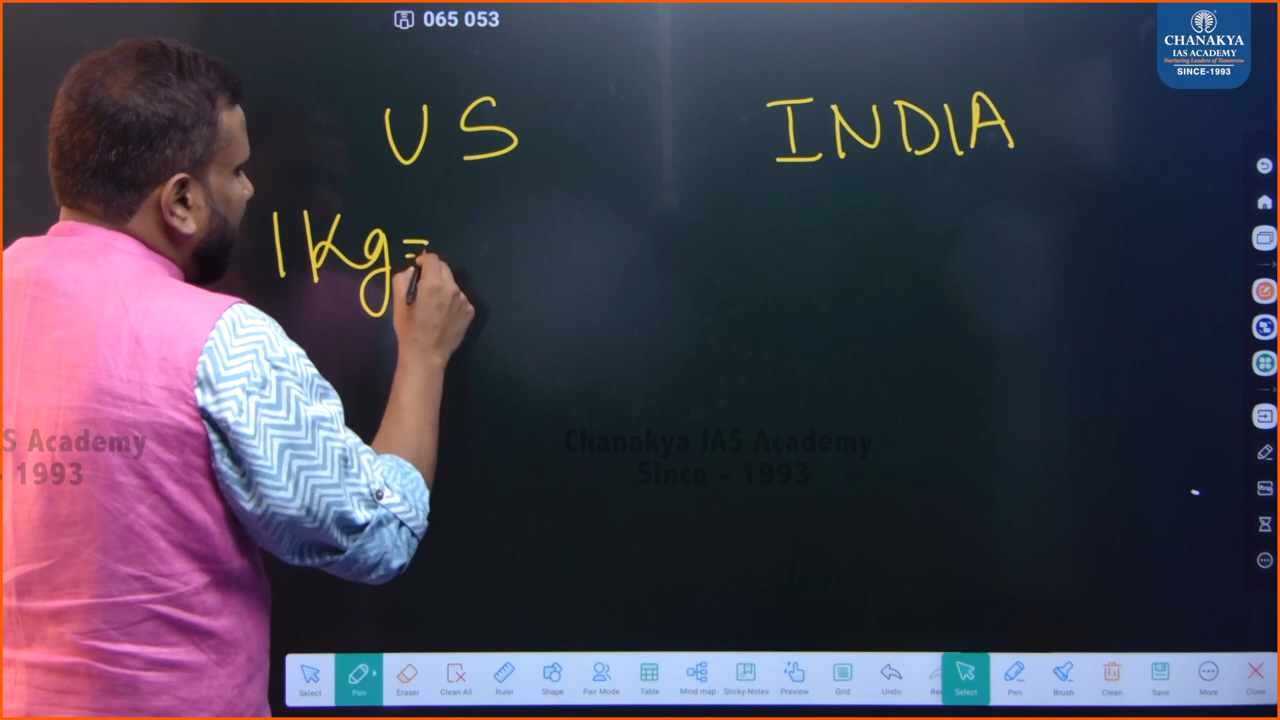 065 053
CHANAKYA
IAS ACADEMY
Nurturing Leaders of Tomorrow
SINCE-1993
US INDIA
1Kg=
S Academy
- 1993
Chanakya IAS Academy
Since - 1993
Select Pen Eraser Clean All Ruler Shape Pair Mode Table Mind map Sticky-Notes Preview Grid Undo Re Select Pen Brush Clean Save More Close